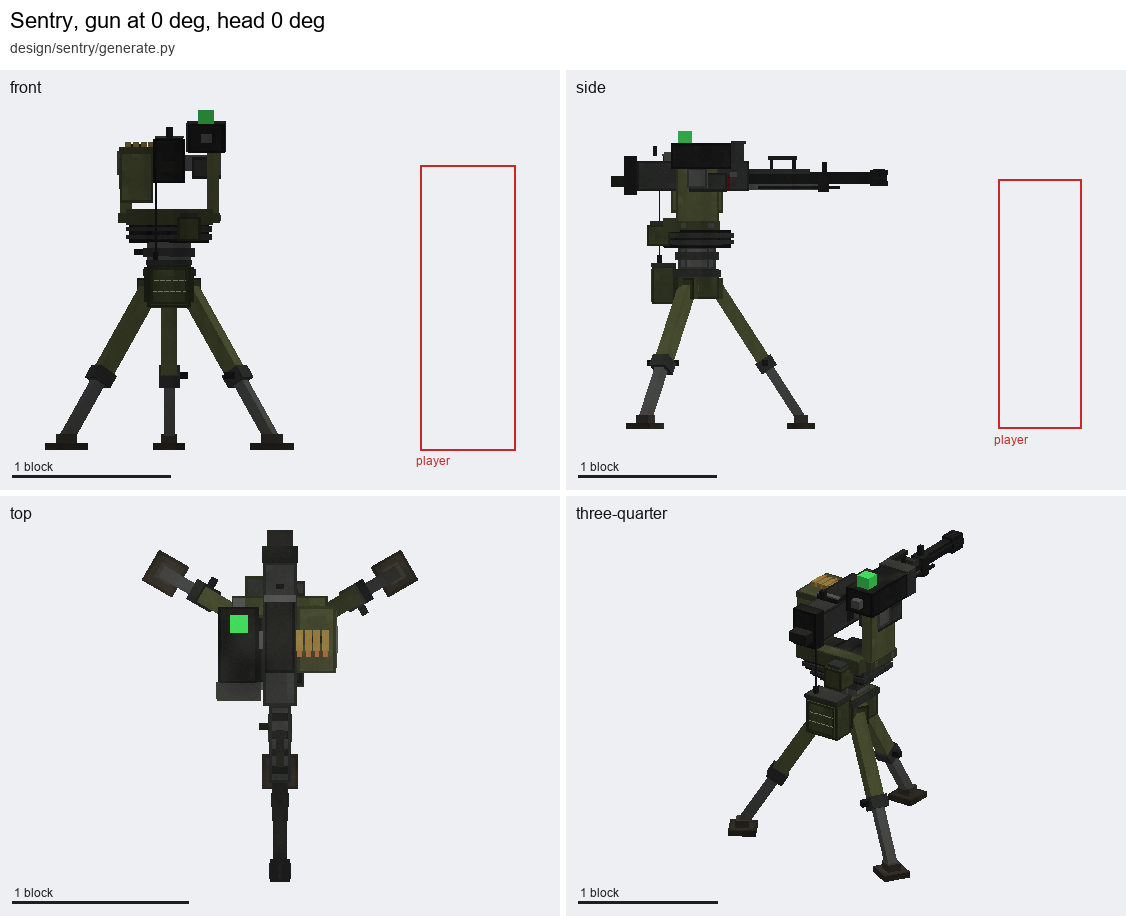 Sentry, gun at 0 deg, head 0 deg
design/sentry/generate.py
front
player
1 block
side
player
1 block
top
1 block
three-quarter
1 block